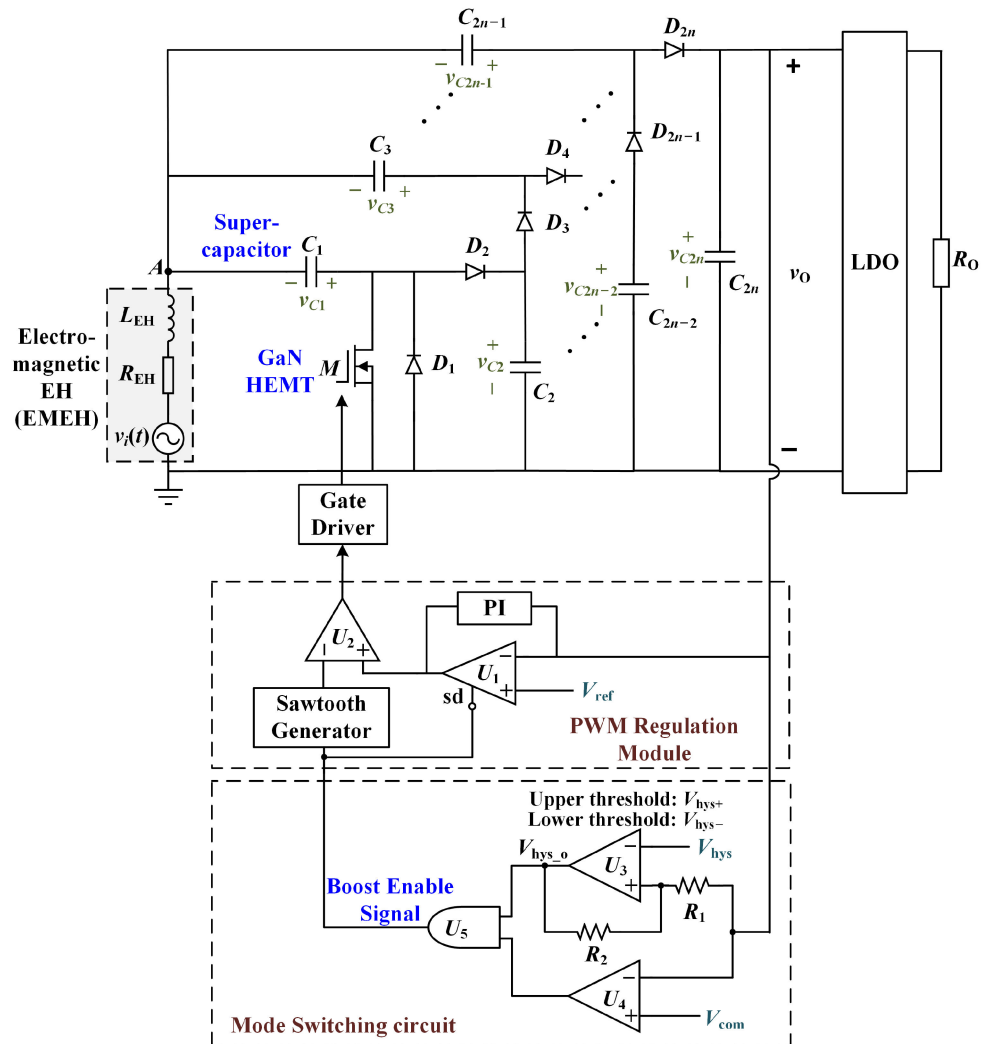 C2n-1
D2n
− +
vC2n-1
+
D2n−1
C3
D4
− +
vC3
D3
Super-
capacitor
C1
D2
A
− +
vC1
+
vC2n-2
−
C2n−2
+
vC2n
−
C2n
vO
LDO
RO
LEH
Electro-
magnetic
EH
(EMEH)
REH
GaN
HEMT
M
D1
+
vC2
−
C2
vi(t)
−
Gate
Driver
PI
U2
− +
U1
−
+
sd
Vref
Sawtooth
Generator
PWM Regulation
Module
Upper threshold: Vhys+
Lower threshold: Vhys−
Vhys_o
U3
−
+
Vhys
R1
Boost Enable
Signal
U5
R2
U4
−
+
Vcom
Mode Switching circuit